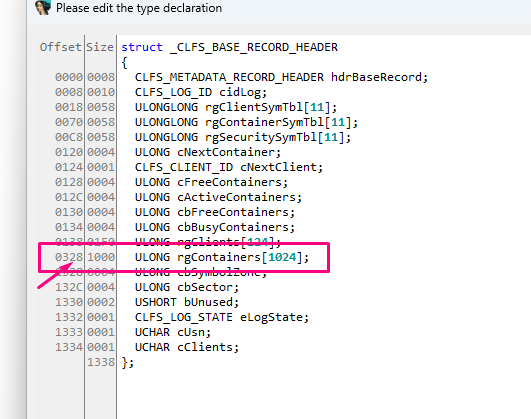 Please edit the type declaration
Offset Size struct _CLFS_BASE_RECORD_HEADER
{
0000 0008 CLFS_METADATA_RECORD_HEADER hdrBaseRecord;
0008 0010 CLFS_LOG_ID cidLog;
0018 0058 ULONGLONG rgClientSymTbl[11];
0070 0058 ULONGLONG rgContainerSymTbl[11];
00C8 0058 ULONGLONG rgSecuritySymTbl[11];
0120 0004 ULONG cNextContainer;
0124 0001 CLFS_CLIENT_ID cNextClient;
0128 0004 ULONG cFreeContainers;
012C 0004 ULONG cActiveContainers;
0130 0004 ULONG cbFreeContainers;
0134 0004 ULONG cbBusyContainers;
0138 01F0 ULONG rgClients[124];
0328 1000 ULONG rgContainers[1024];
1328 0004 ULONG cbSymbolZone;
132C 0004 ULONG cbSector;
1330 0002 USHORT bUnused;
1332 0001 CLFS_LOG_STATE eLogState;
1333 0001 UCHAR cUsn;
1334 0001 UCHAR cClients;
1338 };